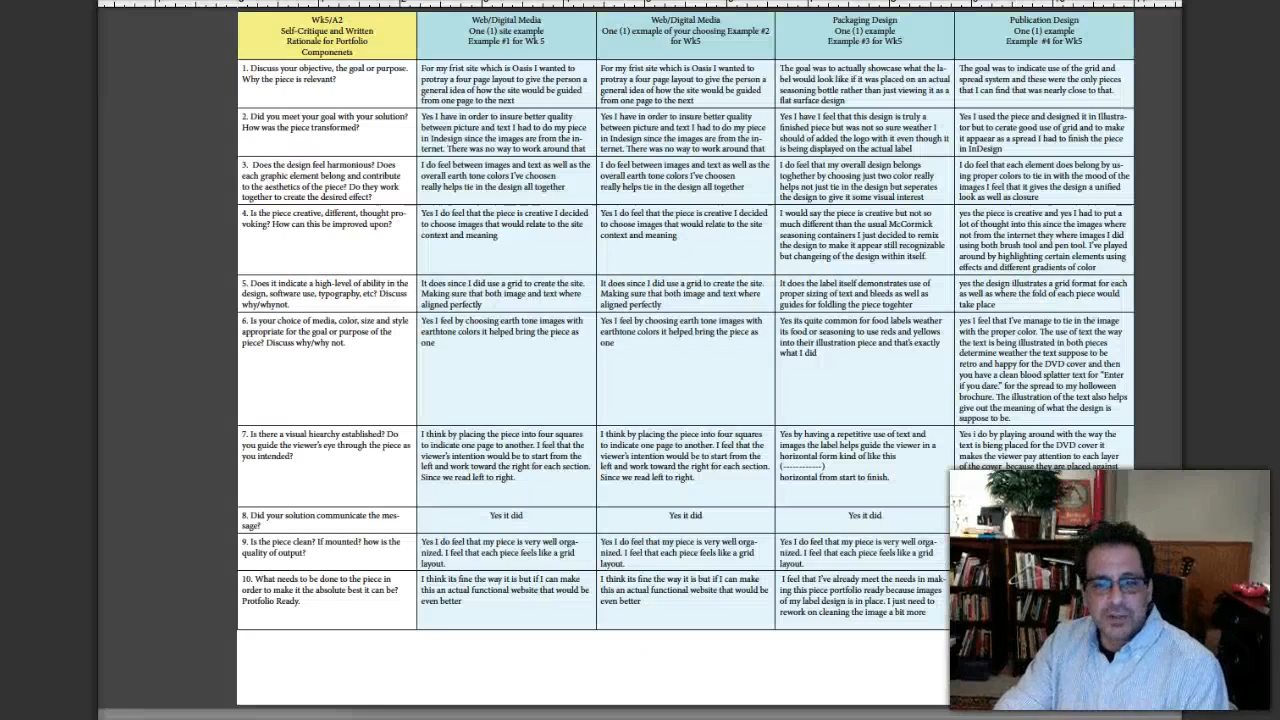 Wk5/A2
Self-Critique and Written
Rationale for Portfolio
Componenets
Web/Digital Media
One (1) site example
Example #1 for Wk 5
Web/Digital Media
One (1) exmaple of your choosing Example #2
for Wk5
Packaging Design
One (1) example
Example #3 for Wk5
Publication Design
One (1) example
Example #4 for Wk5
1. Discuss your objective, the goal or purpose.
Why the piece is relevant?
For my frist site which is Oasis I wanted to
protray a four page layout to give the person a
general idea of how the site would be guided
from one page to the next
For my frist site which is Oasis I wanted to
protray a four page layout to give the person a
general idea of how the site would be guided
from one page to the next
The goal was to actually showcase what the la-
bel would look like if it was placed on an actual
seasoning bottle rather than just viewing it as a
flat surface design
The goal was to indicate use of the grid and
spread system and these were the only pieces
that I can find that was nearly close to that.
2. Did you meet your goal with your solution?
How was the piece transformed?
Yes I have in order to insure better quality
between picture and text I had to do my piece
in Indesign since the images are from the in-
ternet. There was no way to work around that
Yes I have in order to insure better quality
between picture and text I had to do my piece
in Indesign since the images are from the in-
ternet. There was no way to work around that
Yes I have I feel that this design is truly a
finished piece but was not so sure weather I
should of added the logo with it even though it
is being displayed on the actual label
Yes I used the piece and designed it in Illustra-
tor but to cerate good use of grid and to make
it appaear as a spread I had to finish the piece
in InDesign
3. Does the design feel harmonious? Does
each graphic element belong and contribute
to the aesthetics of the piece? Do they work
together to create the desired effect?
I do feel between images and text as well as the
overall earth tone colors I've choosen
really helps tie in the design all together
I do feel between images and text as well as the
overall earth tone colors I've choosen
really helps tie in the design all together
I do feel that my overall design belongs
toghether by choosing just two color really
helps not just tie in the design but seperates
the design to give it some visual interest
I do feel that each element does belong by us-
ing proper colors to tie in with the mood of the
images I feel that it gives the design a unified
look as well as closure
4. Is the piece creative, different, thought pro-
voking? How can this be improved upon?
Yes I do feel that the piece is creative I decided
to choose images that would relate to the site
context and meaning
Yes I do feel that the piece is creative I decided
to choose images that would relate to the site
context and meaning
I would say the piece is creative but not so
much different than the usual McCormick
seasoning containers I just decided to remix
the design to make it appear still recognizable
but changeing of the design within itself.
yes the piece is creative and yes I had to put a
lot of thought into this since the images where
not from the internet they where images I did
using both brush tool and pen tool. I've played
around by highlighting certain elements using
effects and different gradients of color
5. Does it indicate a high-level of ability in the
design, software use, typography, etc? Discuss
why/whynot.
It does since I did use a grid to create the site.
Making sure that both image and text where
aligned perfectly
It does since I did use a grid to create the site.
Making sure that both image and text where
aligned perfectly
It does the label itself demonstrates use of
proper sizing of text and bleeds as well as
guides for foldling the piece togehter
yes the design illustrates a grid format for each
as well as where the fold of each piece would
take place
6. Is your choice of media, color, size and style
appropriate for the goal or purpose of the
piece? Discuss why/why not.
Yes I feel by choosing earth tone images with
earthtone colors it helped bring the piece as
one
Yes I feel by choosing earth tone images with
earthtone colors it helped bring the piece as
one
Yes its quite common for food labels weather
its food or seasoning to use reds and yellows
into their illustration piece and that's exactly
what I did
yes I feel that I've manage to tie in the image
with the proper color. The use of text the way
the text is being illustrated in both pieces
determine weather the text suppose to be
retro and happy for the DVD cover and then
you have a clean blood splatter text for "Enter
if you dare." for the spread to my holloween
brochure. The illustration of the text also helps
give out the meaning of what the design is
suppose to be.
7. Is there a visual hiearchy established? Do
you guide the viewer's eye through the piece as
you intended?
I think by placing the piece into four squares
to indicate one page to another. I feel that the
viewer's intention would be to start from the
left and work toward the right for each section.
Since we read left to right.
I think by placing the piece into four squares
to indicate one page to another. I feel that the
viewer's intention would be to start from the
left and work toward the right for each section.
Since we read left to right.
Yes by having a repetitive use of text and
images the label helps guide the viewer in a
horizontal form kind of like this
(------------)
horizontal from start to finish.
Yes i do by playing around with the way the
text is bieng placed for the DVD cover it
makes the viewer pay attention to each layer
of the cover because they are placed against
8. Did your solution communicate the mes-
sage?
Yes it did
Yes it did
Yes it did
9. Is the piece clean? If mounted? how is the
quality of output?
Yes I do feel that my piece is very well orga-
nized. I feel that each piece feels like a grid
layout.
Yes I do feel that my piece is very well orga-
nized. I feel that each piece feels like a grid
layout.
Yes I do feel that my piece is very well orga-
nized. I feel that each piece feels like a grid
layout.
10. What needs to be done to the piece in
order to make it the absolute best it can be?
Protfolio Ready.
I think its fine the way it is but if I can make
this an actual functional website that would be
even better
I think its fine the way it is but if I can make
this an actual functional website that would be
even better
I feel that I've already meet the needs in mak-
ing this piece portfolio ready because images
of my label design is in place. I just need to
rework on cleaning the image a bit more